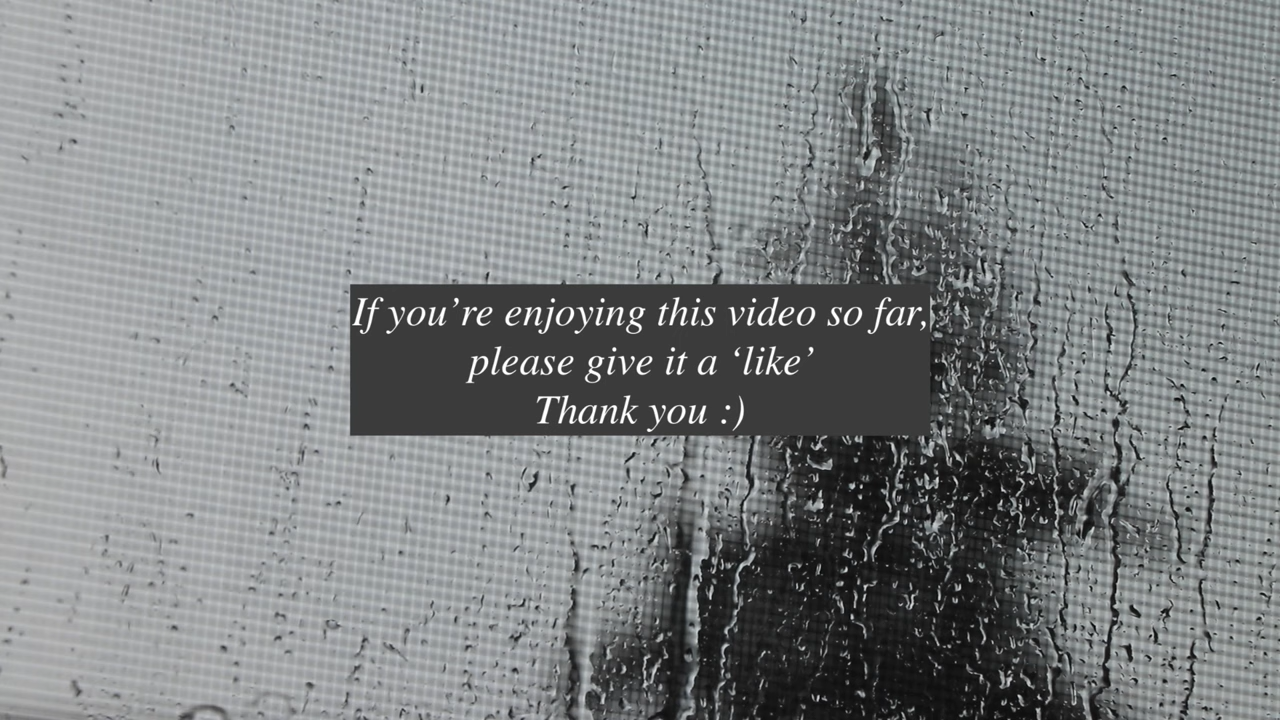 If you’re enjoying this video so far,
please give it a ‘like’
Thank you :)